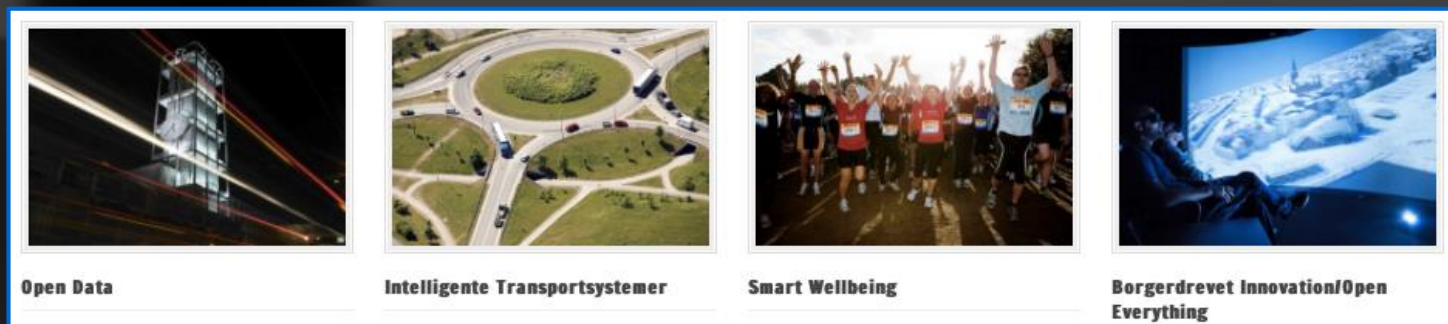 Open Data
Intelligente Transportsystemer
Smart Wellbeing
Borgerdrevet Innovation/Open
Everything